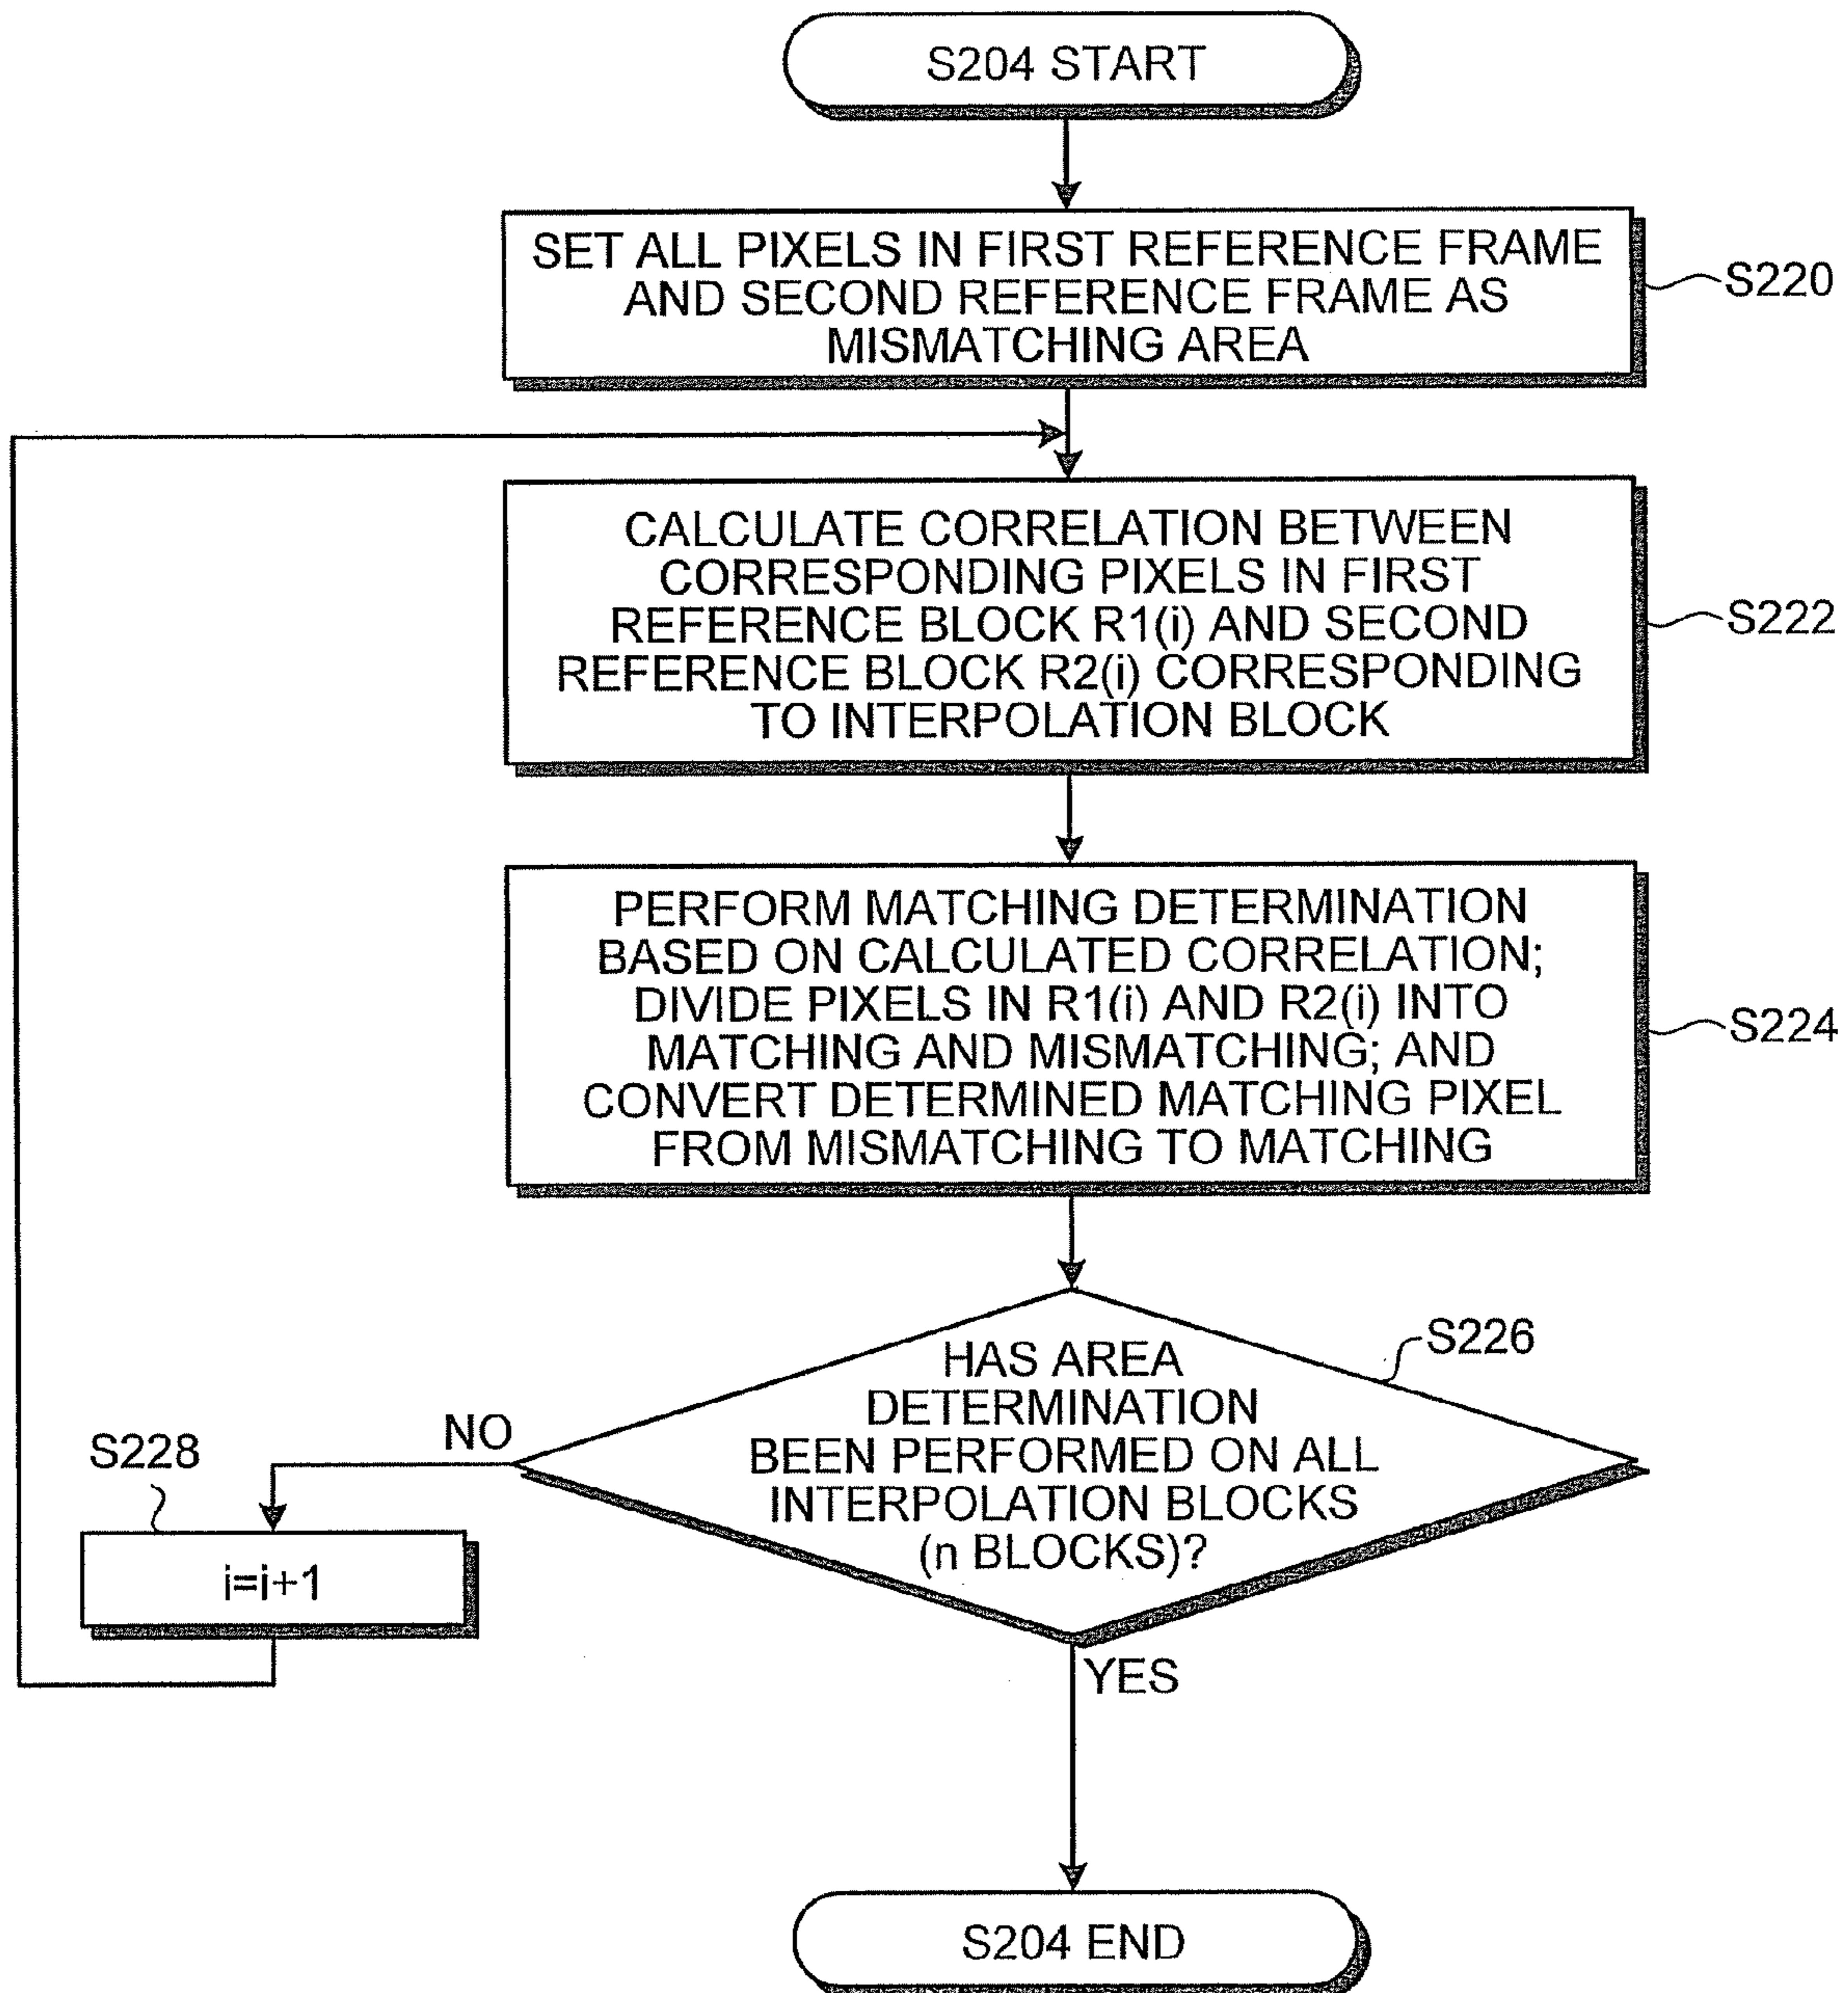 S204 START
SET ALL PIXELS IN FIRST REFERENCE FRAME
AND SECOND REFERENCE FRAME AS
MISMATCHING AREA
S220
CALCULATE CORRELATION BETWEEN
CORRESPONDING PIXELS IN FIRST
REFERENCE BLOCK R1(i) AND SECOND
REFERENCE BLOCK R2(i) CORRESPONDING
TO INTERPOLATION BLOCK
S222
PERFORM MATCHING DETERMINATION
BASED ON CALCULATED CORRELATION;
DIVIDE PIXELS IN R1(i) AND R2(i) INTO
MATCHING AND MISMATCHING; AND
CONVERT DETERMINED MATCHING PIXEL
FROM MISMATCHING TO MATCHING
S224
HAS AREA
DETERMINATION
BEEN PERFORMED ON ALL
INTERPOLATION BLOCKS
(n BLOCKS)?
S226
NO
S228
i=i+1
YES
S204 END